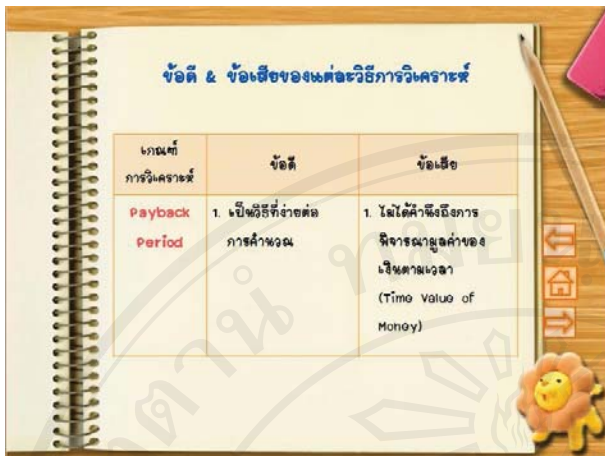 ข้อดี & ข้อเสียของแต่ละวิธีการวิเคราะห์
เกณฑ์
การวิเคราะห์
ข้อดี
ข้อเสีย
Payback
Period
1. เป็นวิธีที่ง่ายต่อ
การคำนวณ
1. ไม่ได้คำนึงถึงการ
พิจารณามูลค่าของ
เงินตามเวลา
(Time Value of
Money)